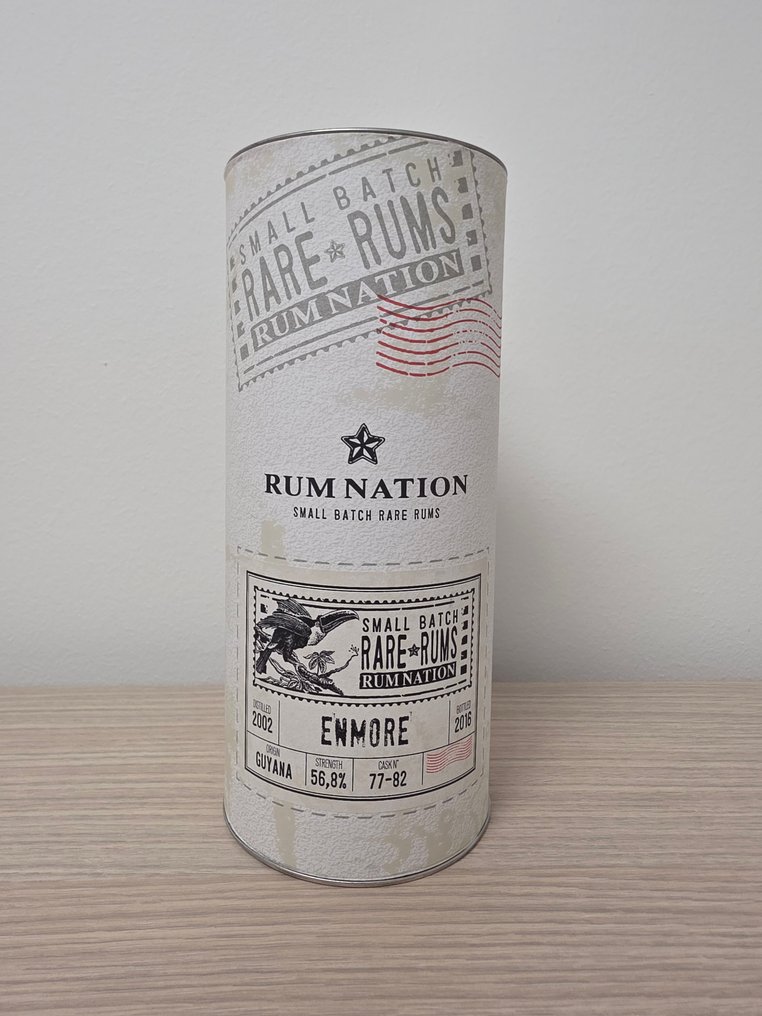 SMALL BATCH
RARE RUMS
RUM NATION
RUM NATION
SMALL BATCH RARE RUMS
SMALL BATCH
RARE RUMS
RUM NATION
DISTILLED
2002
ENMORE
BOTTLED
2016
ORIGIN
GUYANA
STRENGTH
56,8%
CASK N°
77-82